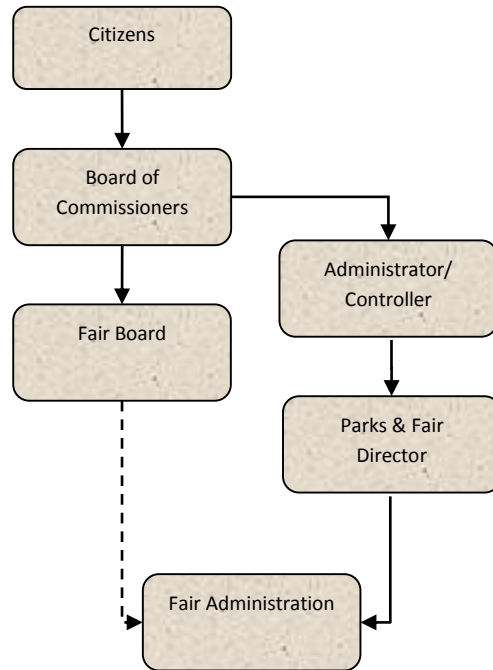 Citizens
Board of
Commissioners
Administrator/
Controller
Fair Board
Parks & Fair
Director
Fair Administration